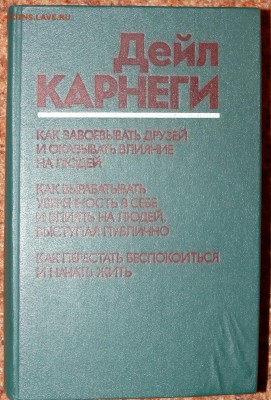 COINS.LAVE.RU
Дейл
КАРНЕГИ
КАК ЗАВОЕВЫВАТЬ ДРУЗЕЙ
И ОКАЗЫВАТЬ ВЛИЯНИЕ
НА ЛЮДЕЙ
КАК ВЫРАБАТЫВАТЬ
УВЕРЕННОСТЬ В СЕБЕ
И ВЛИЯТЬ НА ЛЮДЕЙ,
ВЫСТУПАЯ ПУБЛИЧНО
КАК ПЕРЕСТАТЬ БЕСПОКОИТЬСЯ
И НАЧАТЬ ЖИТЬ